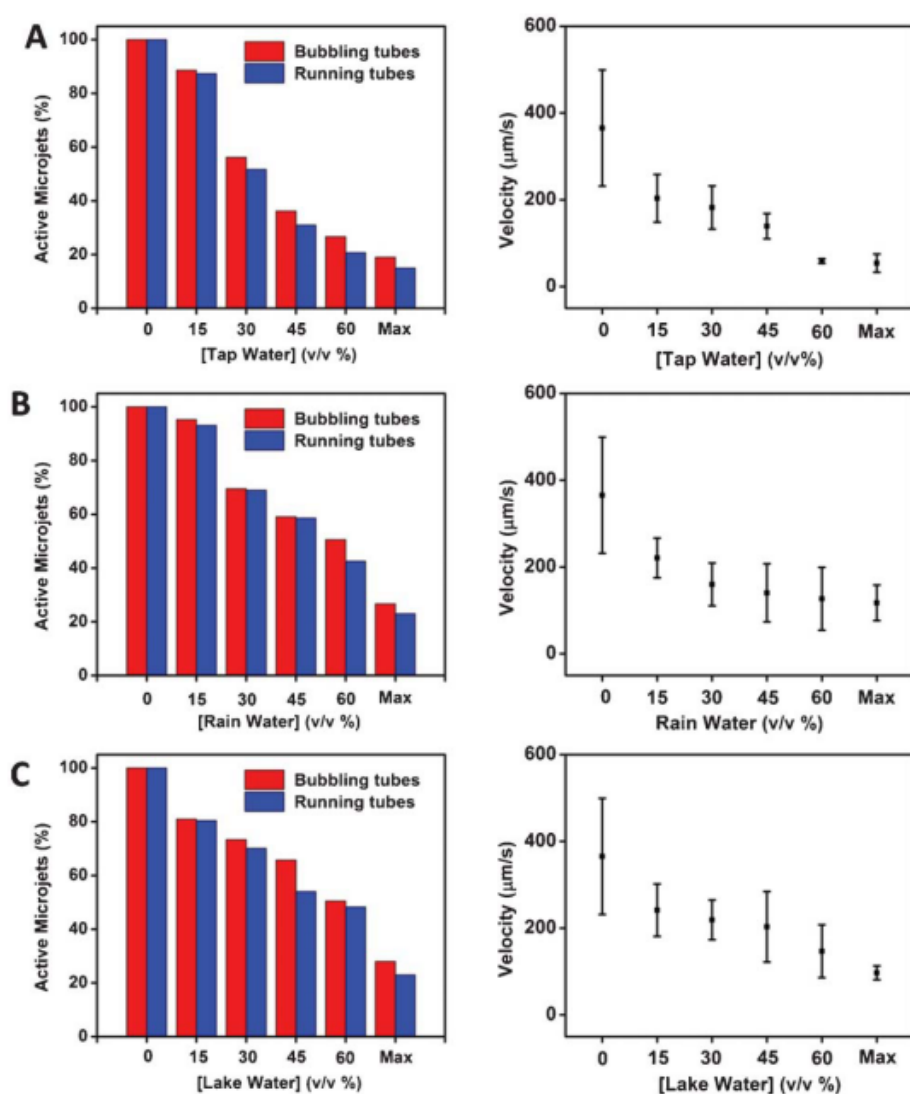 A
Active Microjets (%)
100
80
60
40
20
0
Bubbling tubes
Running tubes
0 15 30 45 60 Max
[Tap Water] (v/v %)
Velocity (µm/s)
600
400
200
0
0 15 30 45 60 Max
[Tap Water] (v/v%)
B
Active Microjets (%)
100
80
60
40
20
0
Bubbling tubes
Running tubes
0 15 30 45 60 Max
[Rain Water] (v/v %)
Velocity (µm/s)
600
400
200
0
0 15 30 45 60 Max
Rain Water (v/v %)
C
Active Microjets (%)
100
80
60
40
20
0
Bubbling tubes
Running tubes
0 15 30 45 60 Max
[Lake Water] (v/v %)
Velocity (µm/s)
600
400
200
0
0 15 30 45 60 Max
[Lake Water] (v/v %)